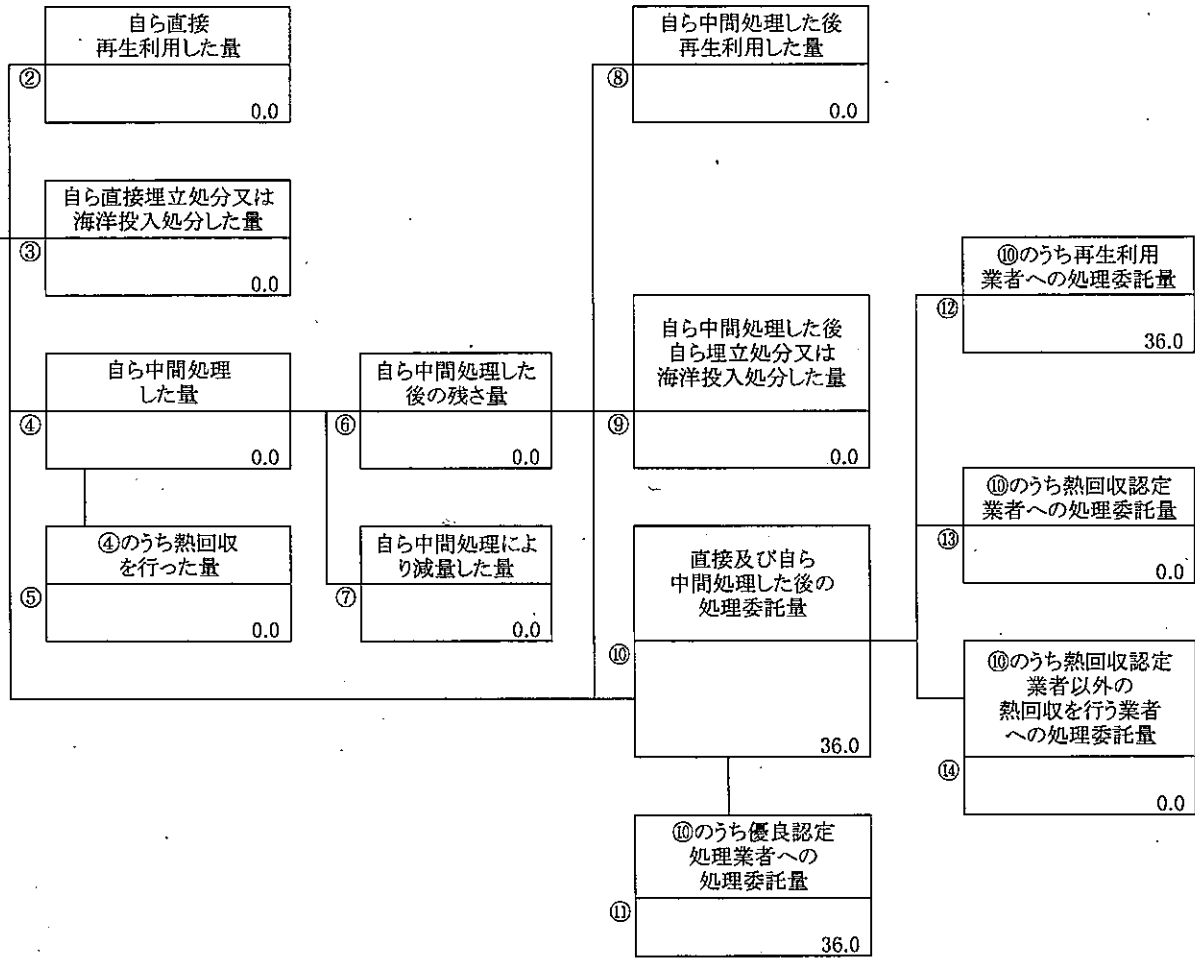 自ら直接
再生利用した量
②
0.0
自ら直接埋立処分又は
海洋投入処分した量
③
0.0
自ら中間処理
した量
④
0.0
④のうち熱回収
を行った量
⑤
0.0
自ら中間処理した
後の残さ量
⑥
0.0
自ら中間処理によ
り減量した量
⑦
0.0
自ら中間処理した後
再生利用した量
⑧
0.0
自ら中間処理した後
自ら埋立処分又は
海洋投入処分した量
⑨
0.0
直接及び自ら
中間処理した後の
処理委託量
⑩
36.0
⑩のうち優良認定
処理業者への
処理委託量
⑪
36.0
⑩のうち再生利用
業者への処理委託量
⑫
36.0
⑩のうち熱回収認定
業者への処理委託量
⑬
0.0
⑩のうち熱回収認定
業者以外の
熱回収を行う業者
への処理委託量
⑭
0.0